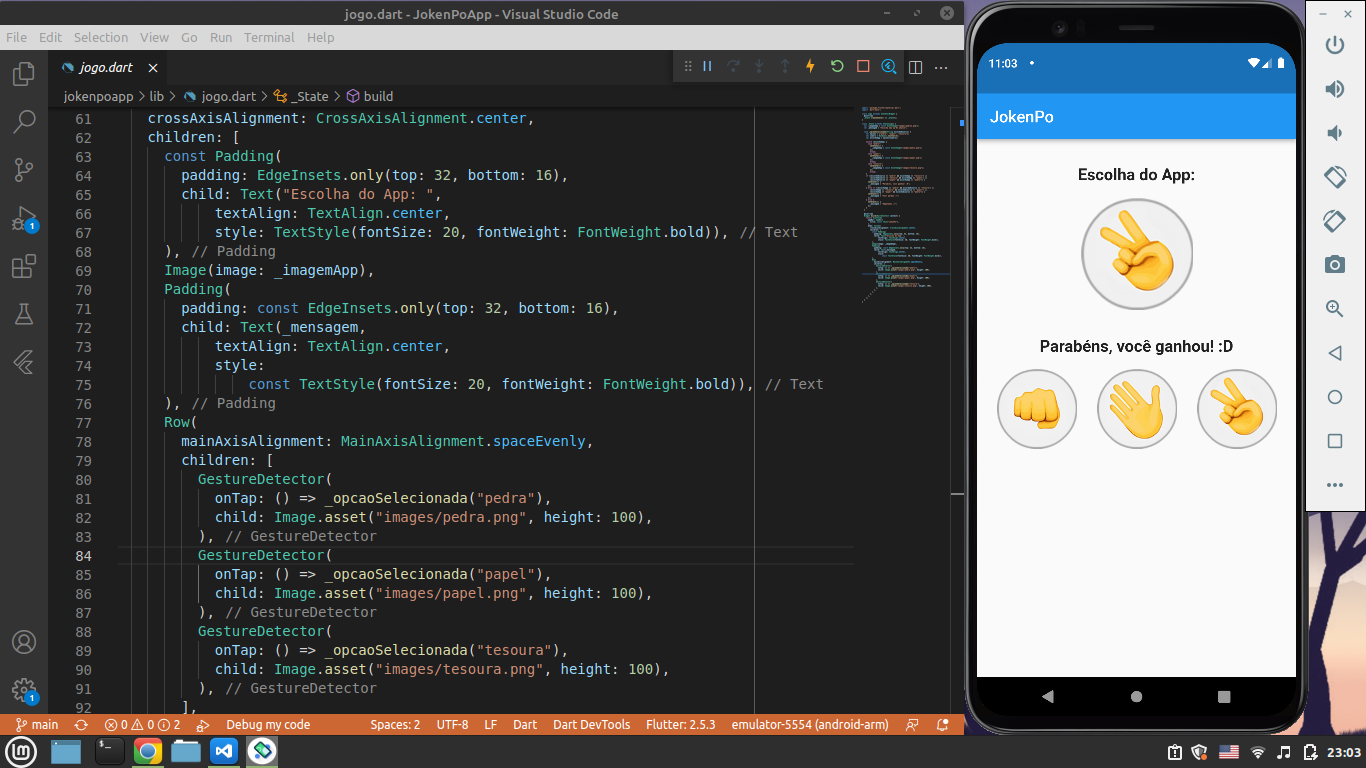 jogo.dart - JokenPoApp - Visual Studio Code
File Edit Selection View Go Run Terminal Help
jogo.dart
jokenpoapp > lib > jogo.dart > _State > build
61 crossAxisAlignment: CrossAxisAlignment.center,
62 children: [
63 const Padding(
64 padding: EdgeInsets.only(top: 32, bottom: 16),
65 child: Text("Escolha do App: ",
66 textAlign: TextAlign.center,
67 style: TextStyle(fontSize: 20, fontWeight: FontWeight.bold)), // Text
68 ), // Padding
69 Image(image: _imagemApp),
70 Padding(
71 padding: const EdgeInsets.only(top: 32, bottom: 16),
72 child: Text(_mensagem,
73 textAlign: TextAlign.center,
74 style:
75 const TextStyle(fontSize: 20, fontWeight: FontWeight.bold)), // Text
76 ), // Padding
77 Row(
78 mainAxisAlignment: MainAxisAlignment.spaceEvenly,
79 children: [
80 GestureDetector(
81 onTap: () => _opcaoSelecionada("pedra"),
82 child: Image.asset("images/pedra.png", height: 100),
83 ), // GestureDetector
84 GestureDetector(
85 onTap: () => _opcaoSelecionada("papel"),
86 child: Image.asset("images/papel.png", height: 100),
87 ), // GestureDetector
88 GestureDetector(
89 onTap: () => _opcaoSelecionada("tesoura"),
90 child: Image.asset("images/tesoura.png", height: 100),
91 ), // GestureDetector
92 ],
1
1
main 0 0 2 Debug my code Spaces: 2 UTF-8 LF Dart Dart DevTools Flutter: 2.5.3 emulator-5554 (android-arm)
11:03
JokenPo
Escolha do App:
Parabéns, você ganhou! :D
23:03